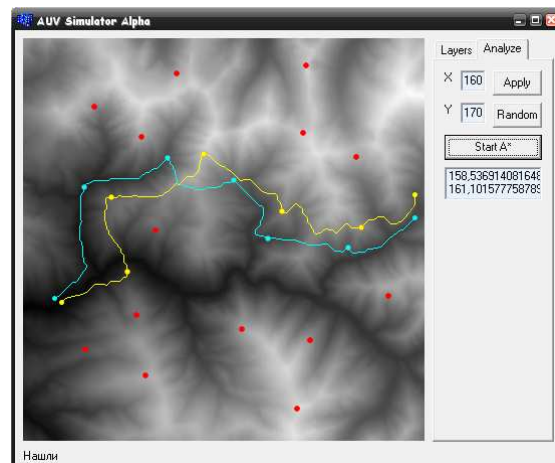 AUV Simulator Alpha
Layers Analyze
X 160 Apply
Y 170 Random
Start A*
158,536914081648
161,101577758789
Нашли